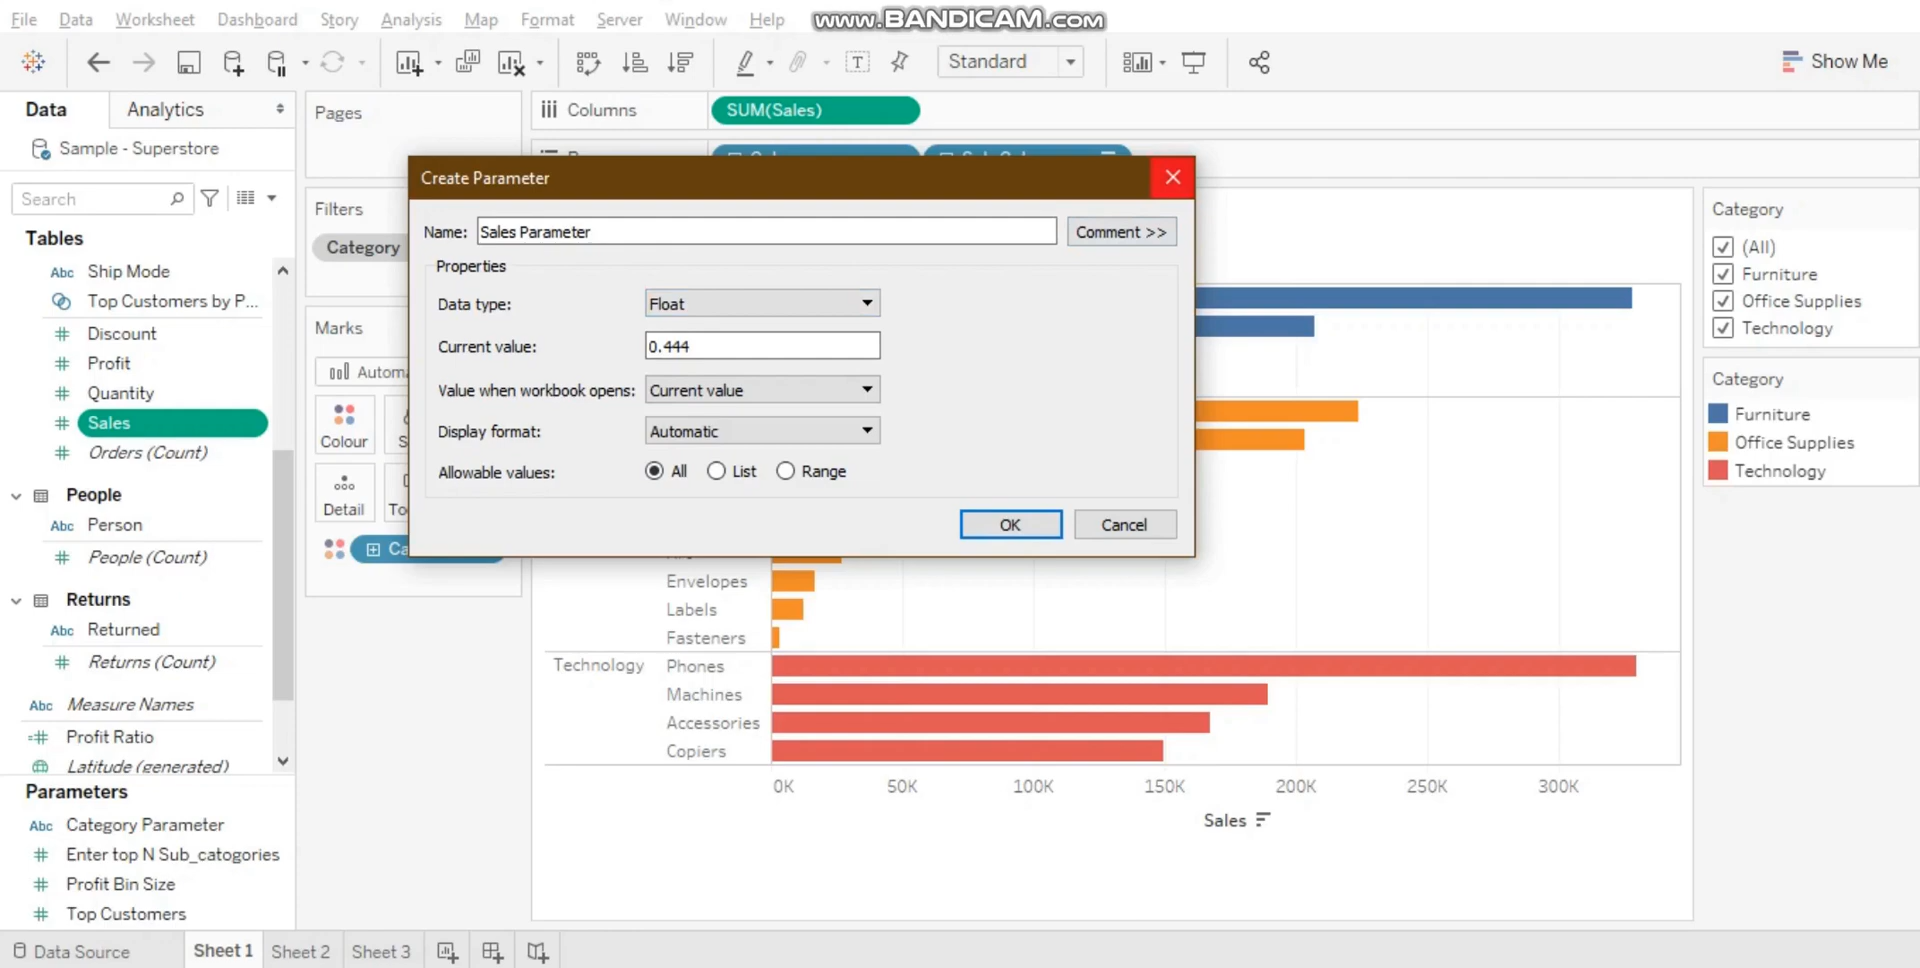 File Data Worksheet Dashboard Story Analysis Map Format Server Window Help www.BANDICAM.com
Standard
Show Me
Data Analytics
Sample - Superstore
Search
Tables
Abc Ship Mode
Top Customers by P...
# Discount
# Profit
# Quantity
# Sales
# Orders (Count)
People
Abc Person
# People (Count)
Returns
Abc Returned
# Returns (Count)
Abc Measure Names
=# Profit Ratio
Latitude (generated)
Parameters
Abc Category Parameter
# Enter top N Sub_catogories
# Profit Bin Size
# Top Customers
Pages
Filters
Category
Marks
Colour
Detail
Columns SUM(Sales)
Create Parameter
Name: Sales Parameter Comment >>
Properties
Data type: Float
Current value: 0.444
Value when workbook opens: Current value
Display format: Automatic
Allowable values: All List Range
OK Cancel
Envelopes
Labels
Fasteners
Technology Phones
Machines
Accessories
Copiers
0K 50K 100K 150K 200K 250K 300K
Sales
Category
(All)
Furniture
Office Supplies
Technology
Category
Furniture
Office Supplies
Technology
Data Source Sheet 1 Sheet 2 Sheet 3